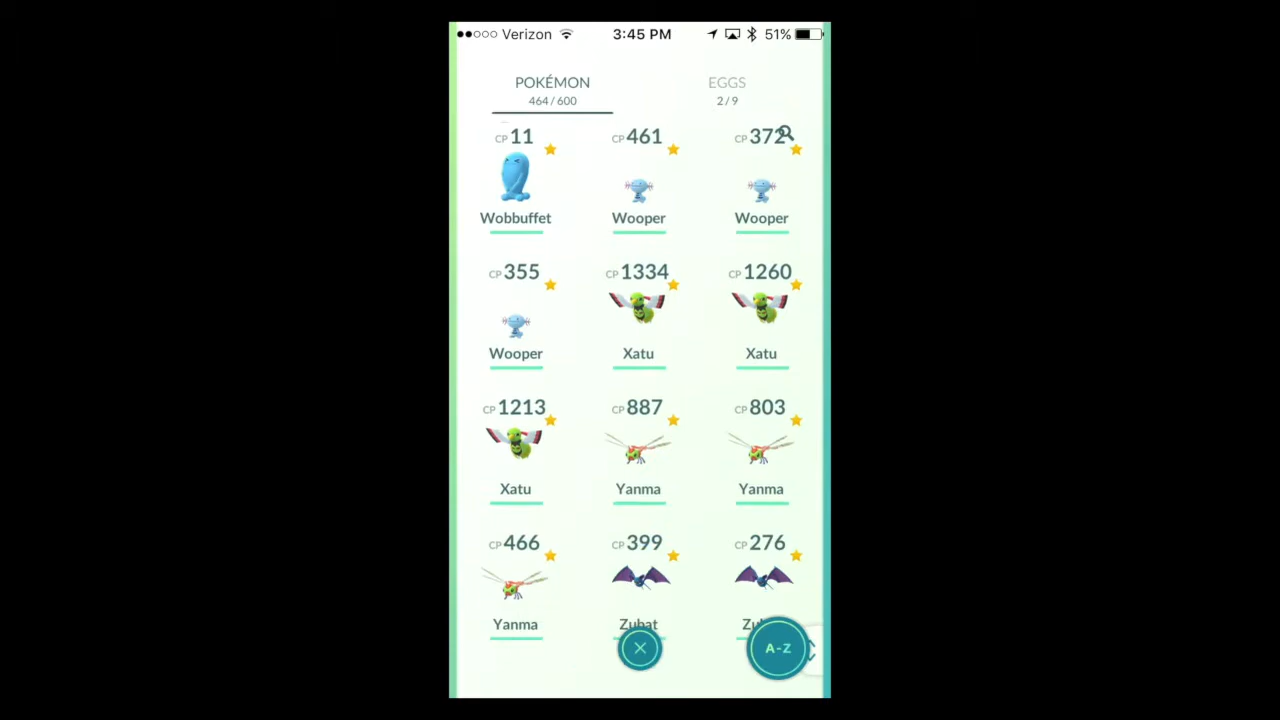 Verizon 3:45 PM 51%
POKÉMON EGGS
464 / 600 2 / 9
CP 11 CP 461 CP 372
Wobbuffet Wooper Wooper
CP 355 CP 1334 CP 1260
Wooper Xatu Xatu
CP 1213 CP 887 CP 803
Xatu Yanma Yanma
CP 466 CP 399 CP 276
Yanma Zubat Zu
A-Z